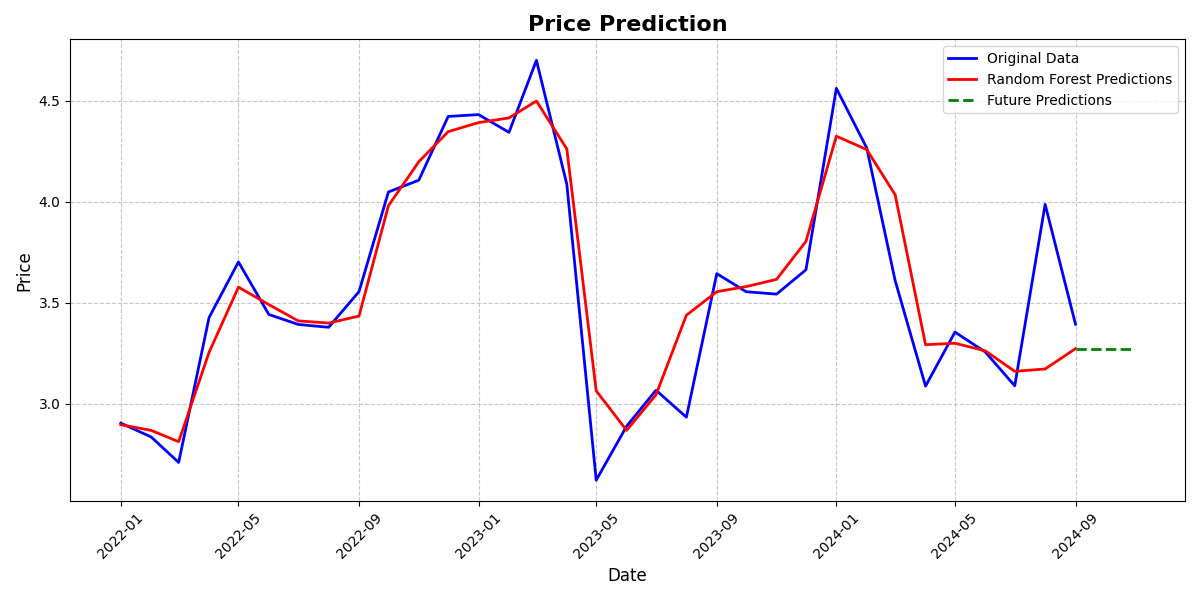 Price Prediction
Original Data
Random Forest Predictions
Future Predictions
Price
4.5
4.0
3.5
3.0
2022-01
2022-05
2022-09
2023-01
2023-05
2023-09
2024-01
2024-05
2024-09
Date